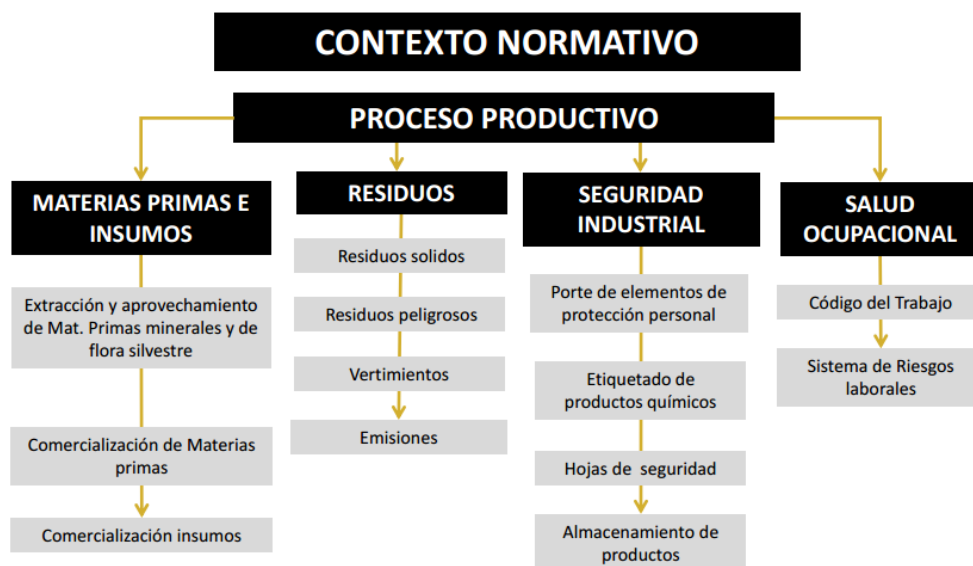 CONTEXTO NORMATIVO
PROCESO PRODUCTIVO
MATERIAS PRIMAS E
INSUMOS
Extracción y aprovechamiento
de Mat. Primas minerales y de
flora silvestre
Comercialización de Materias
primas
Comercialización insumos
RESIDUOS
Residuos solidos
Residuos peligrosos
Vertimientos
Emisiones
SEGURIDAD
INDUSTRIAL
Porte de elementos de
protección personal
Etiquetado de
productos químicos
Hojas de seguridad
Almacenamiento de
productos
SALUD
OCUPACIONAL
Código del Trabajo
Sistema de Riesgos
laborales